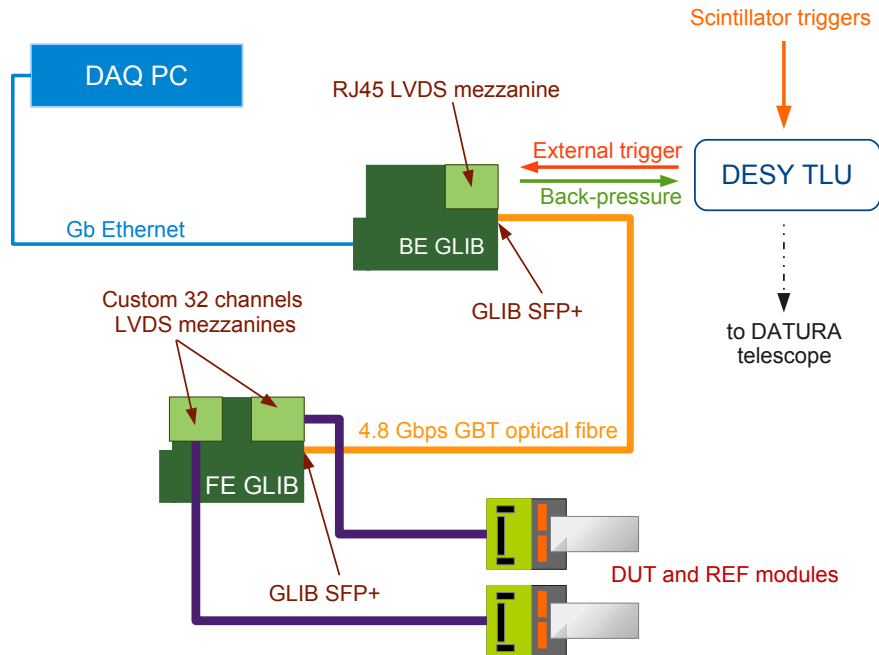 Scintillator triggers
DAQ PC
RJ45 LVDS mezzanine
External trigger
DESY TLU
Back-pressure
Gb Ethernet
BE GLIB
Custom 32 channels
LVDS mezzanines
GLIB SFP+
to DATURA
telescope
4.8 Gbps GBT optical fibre
FE GLIB
DUT and REF modules
GLIB SFP+